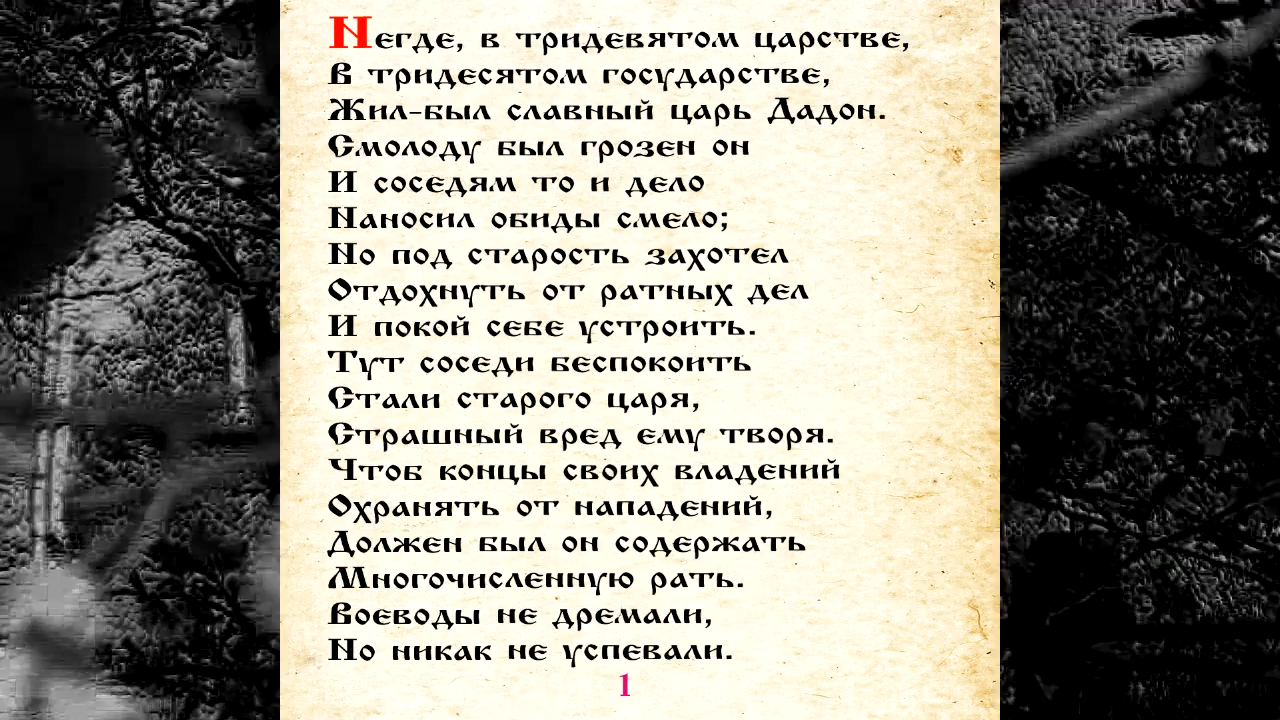 Негде, в тридевятом царстве,
В тридесятом государстве,
Жил-был славный царь Дадон.
Смолоду был грозен он
И соседям то и дело
Наносил обиды смело;
Но под старость захотел
Отдохнуть от ратных дел
И покой себе устроить.
Тут соседи беспокоить
Стали старого царя,
Страшный вред ему творя.
Чтоб концы своих владений
Охранять от нападений,
Должен был он содержать
Многочисленную рать.
Воеводы не дремали,
Но никак не успевали.
1